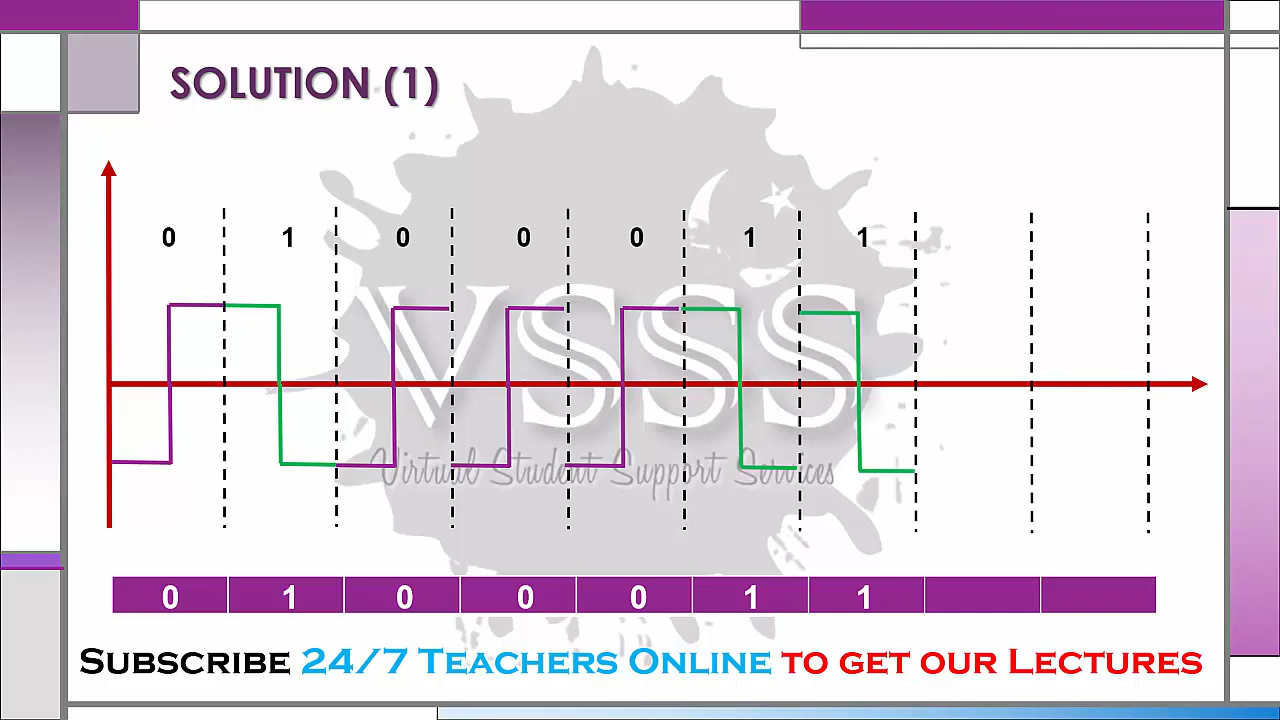 SOLUTION (1)
0 1 0 0 0 1 1
VSSS
Virtual Student Support Services
0 1 0 0 0 1 1
SUBSCRIBE 24/7 TEACHERS ONLINE TO GET OUR LECTURES